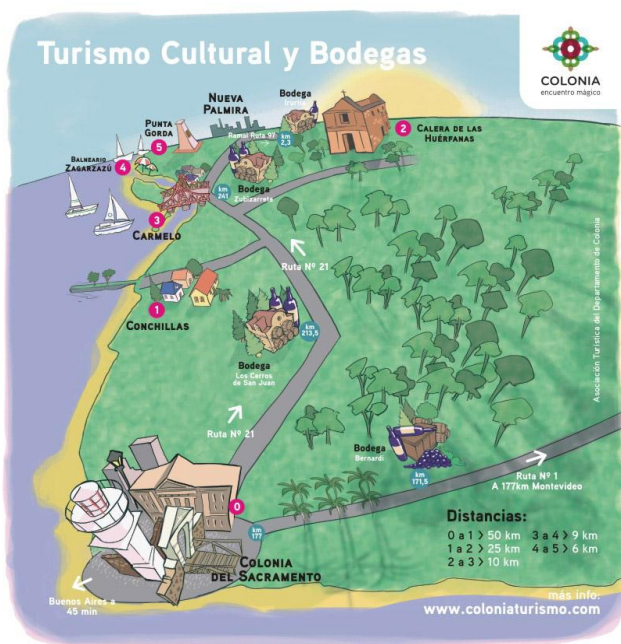 Turismo Cultural y Bodegas
COLONIA
encuentro mágico
NUEVA
PALMIRA
Bodega
Irurtia
PUNTA
GORDA
5
Ramal Ruta 97
km
2,3
2
CALERA DE LAS
HUÉRFANAS
BALNEARIO
ZAGARZAZÚ
4
km
241
Bodega
Zubizarreta
3
CARMELO
Ruta Nº 21
1
CONCHILLAS
km
213,5
Bodega
Los Cerros
de San Juan
Ruta Nº 21
Bodega
Bernardi
km
171,5
Ruta Nº 1
A 177km Montevideo
0
km
177
COLONIA
DEL SACRAMENTO
Distancias:
0 a 1 > 50 km 3 a 4 > 9 km
1 a 2 > 25 km 4 a 5 > 6 km
2 a 3 > 10 km
Buenos Aires a
45 min
más info:
www.coloniaturismo.com
Asociación Turística del Departamento de Colonia